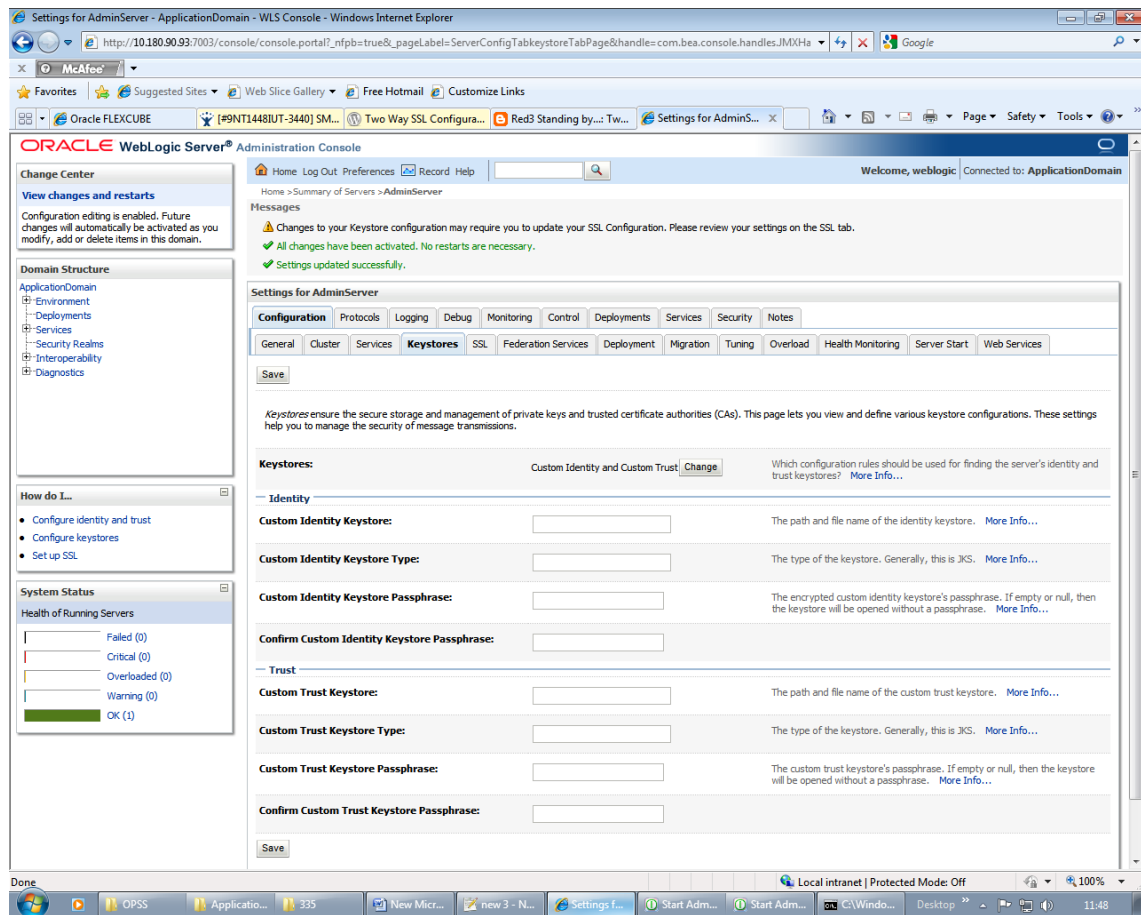 Settings for AdminServer - ApplicationDomain - WLS Console - Windows Internet Explorer
http://10.180.90.93:7003/console/console.portal?_nfpb=true&_pageLabel=ServerConfigTabkeystoreTabPage&handle=com.bea.console.handles.JMXHa
Google
x McAfee
Favorites Suggested Sites Web Slice Gallery Free Hotmail Customize Links
Oracle FLEXCUBE [#9NT1448IUT-3440] SM... Two Way SSL Configura... Red3 Standing by...: Tw... Settings for AdminS... x Page Safety Tools
ORACLE WebLogic Server® Administration Console
Change Center
View changes and restarts
Configuration editing is enabled. Future
changes will automatically be activated as you
modify, add or delete items in this domain.
Domain Structure
ApplicationDomain
Environment
Deployments
Services
Security Realms
Interoperability
Diagnostics
How do I...
Configure identity and trust
Configure keystores
Set up SSL
System Status
Health of Running Servers
Failed (0)
Critical (0)
Overloaded (0)
Warning (0)
OK (1)
Home Log Out Preferences Record Help
Welcome, weblogic Connected to: ApplicationDomain
Home >Summary of Servers >AdminServer
Messages
Changes to your Keystore configuration may require you to update your SSL Configuration. Please review your settings on the SSL tab.
All changes have been activated. No restarts are necessary.
Settings updated successfully.
Settings for AdminServer
Configuration Protocols Logging Debug Monitoring Control Deployments Services Security Notes
General Cluster Services Keystores SSL Federation Services Deployment Migration Tuning Overload Health Monitoring Server Start Web Services
Save
Keystores ensure the secure storage and management of private keys and trusted certificate authorities (CAs). This page lets you view and define various keystore configurations. These settings
help you to manage the security of message transmissions.
Keystores: Custom Identity and Custom Trust Change Which configuration rules should be used for finding the server's identity and
trust keystores? More Info...
Identity
Custom Identity Keystore: The path and file name of the identity keystore. More Info...
Custom Identity Keystore Type: The type of the keystore. Generally, this is JKS. More Info...
Custom Identity Keystore Passphrase: The encrypted custom identity keystore's passphrase. If empty or null, then
the keystore will be opened without a passphrase. More Info...
Confirm Custom Identity Keystore Passphrase:
Trust
Custom Trust Keystore: The path and file name of the custom trust keystore. More Info...
Custom Trust Keystore Type: The type of the keystore. Generally, this is JKS. More Info...
Custom Trust Keystore Passphrase: The custom trust keystore's passphrase. If empty or null, then the keystore
will be opened without a passphrase. More Info...
Confirm Custom Trust Keystore Passphrase:
Save
Done Local intranet | Protected Mode: Off 100%
OPSS Applicatio... 335 New Micr... new 3 - N... Settings f... Start Adm... Start Adm... C:\Windo... Desktop 11:48